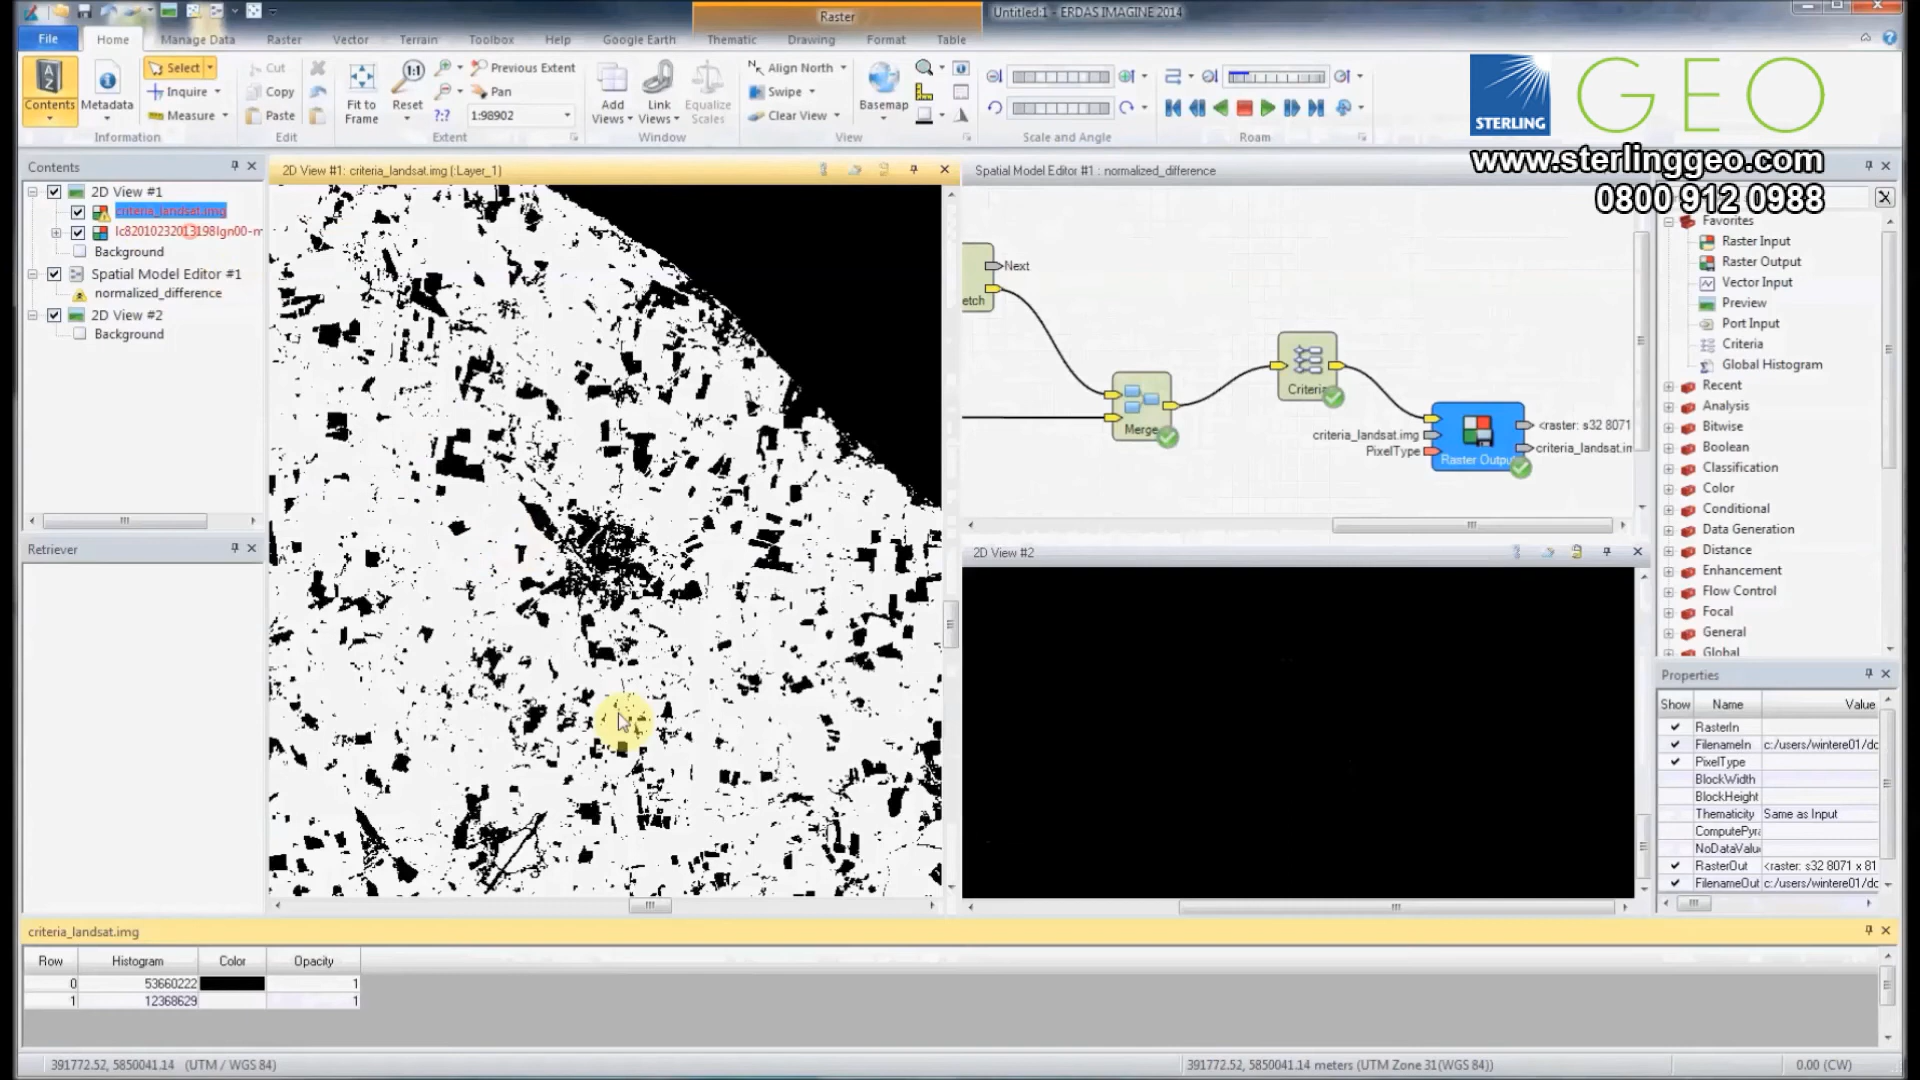 Raster
Untitled:1 - ERDAS IMAGINE 2014
File
Home
Manage Data
Raster
Vector
Terrain
Toolbox
Help
Google Earth
Thematic
Drawing
Format
Table
Contents
Metadata
Select
Inquire
Measure
Information
Cut
Copy
Paste
Edit
Fit to
Frame
1:1
Reset
Previous Extent
Pan
?:?
1:98902
Extent
Add
Views
Link
Views
Equalize
Scales
Window
Align North
Swipe
Clear View
View
Basemap
Scale and Angle
Roam
STERLING
GEO
www.sterlinggeo.com
0800 912 0988
Contents
2D View #1
criteria_landsat.img
lc82010232013198lgn00-m
Background
Spatial Model Editor #1
normalized_difference
2D View #2
Background
Retriever
2D View #1: criteria_landsat.img (:Layer_1)
Spatial Model Editor #1 : normalized_difference
etch
Next
Merge
Criteria
criteria_landsat.img
PixelType
Raster Output
<raster: s32 8071
criteria_landsat.im
2D View #2
Favorites
Raster Input
Raster Output
Vector Input
Preview
Port Input
Criteria
Global Histogram
Recent
Analysis
Bitwise
Boolean
Classification
Color
Conditional
Data Generation
Distance
Enhancement
Flow Control
Focal
General
Global
Properties
Show Name Value
RasterIn
FilenameIn c:/users/wintere01/dc
PixelType
BlockWidth
BlockHeight
Thematicity Same as Input
ComputePyra
NoDataValu
RasterOut <raster: s32 8071 x 81
FilenameOut c:/users/wintere01/dc
criteria_landsat.img
Row Histogram Color Opacity
0 53660222 1
1 12368629 1
391772.52, 5850041.14 (UTM / WGS 84)
391772.52, 5850041.14 meters (UTM Zone 31(WGS 84))
0.00 (CW)